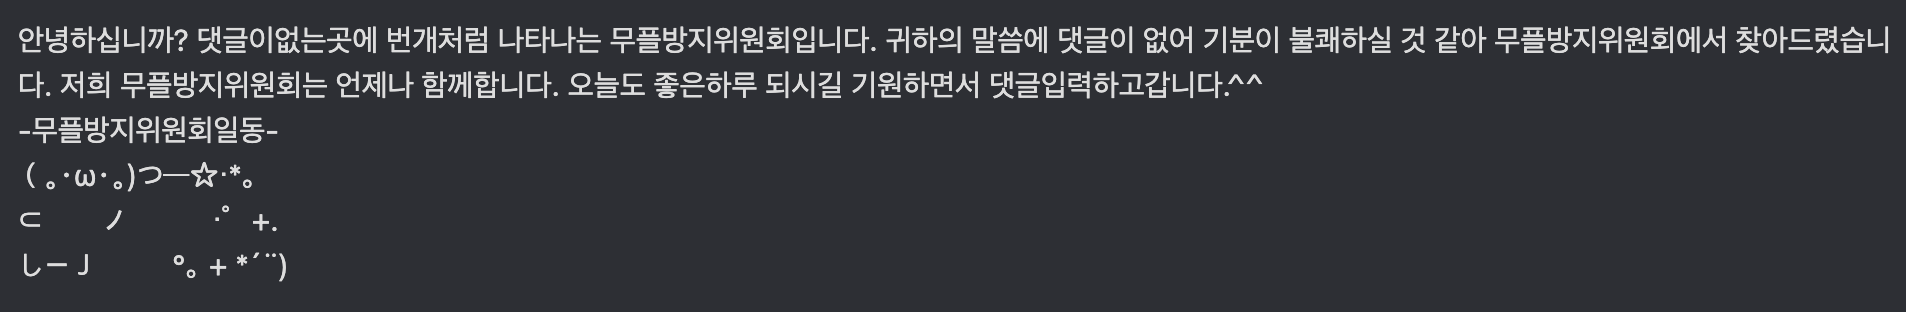 안녕하십니까? 댓글이없는곳에 번개처럼 나타나는 무플방지위원회입니다. 귀하의 말씀에 댓글이 없어 기분이 불쾌하실 것 같아 무플방지위원회에서 찾아드렸습니
다. 저희 무플방지위원회는 언제나 함께합니다. 오늘도 좋은하루 되시길 기원하면서 댓글입력하고갑니다.^^
-무플방지위원회일동-
( ｡･ω･｡)つ━☆･*｡
⊂　　 ノ 　　　･゜ +.
しーＪ　　　°｡ + *´¨)